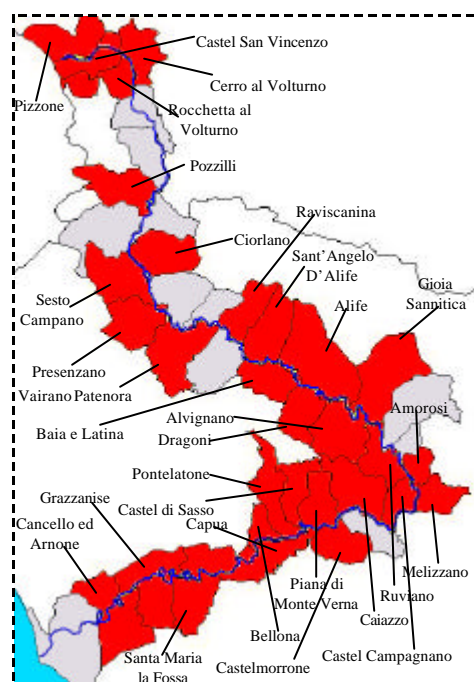 Castel San Vincenzo
Cerro al Volturno
Pizzone
Rocchetta al
Volturno
Pozzilli
Raviscanina
Ciorlano
Sant'Angelo
D'Alife
Gioia
Sannitica
Sesto
Campano
Alife
Presenzano
Vairano Patenora
Amorosi
Baia e Latina
Alvignano
Dragoni
Pontelatone
Grazzanise
Castel di Sasso
Cancello ed
Arnone
Capua
Melizzano
Piana di
Monte Verna
Ruviano
Caiazzo
Bellona
Santa Maria
la Fossa
Castel Campagnano
Castelmorrone